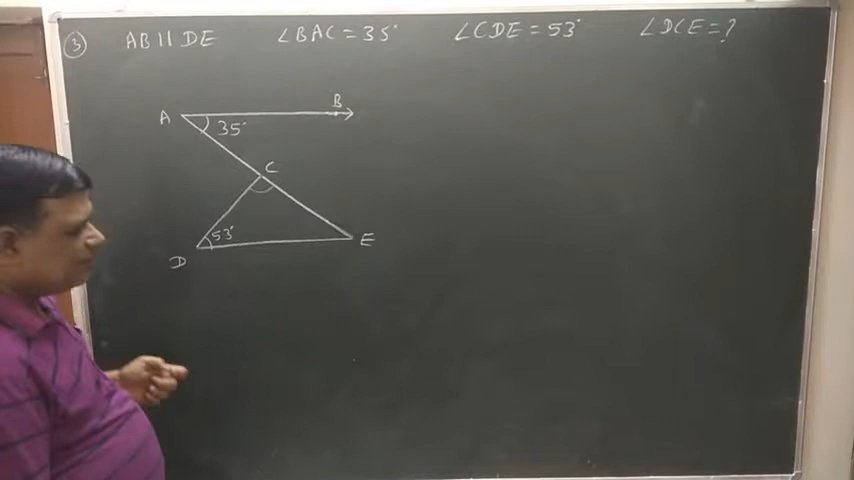 ③ AB || DE ∠BAC = 35° ∠CDE = 53° ∠DCE = ?
A B
35°
C
53°
D E